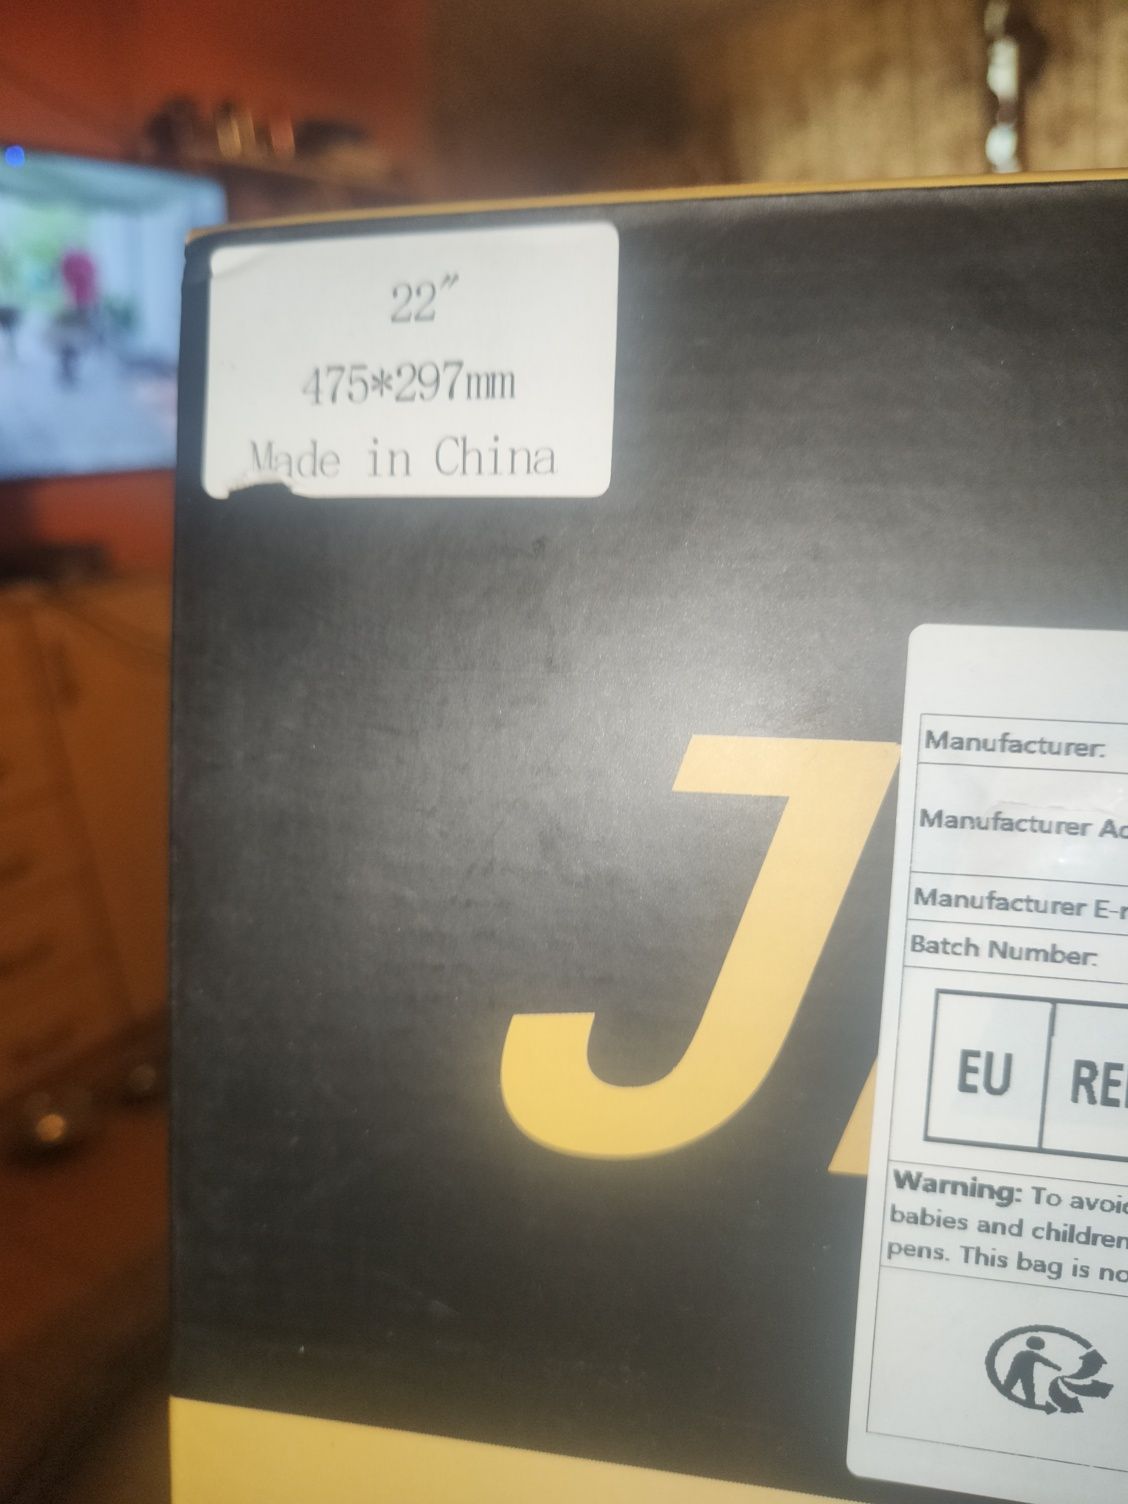 22″
475*297mm
Made in China
J
Manufacturer:
Manufacturer
Manufacturer
Batch Number:
EU
Warning: To
babies and children
pens. This bag is